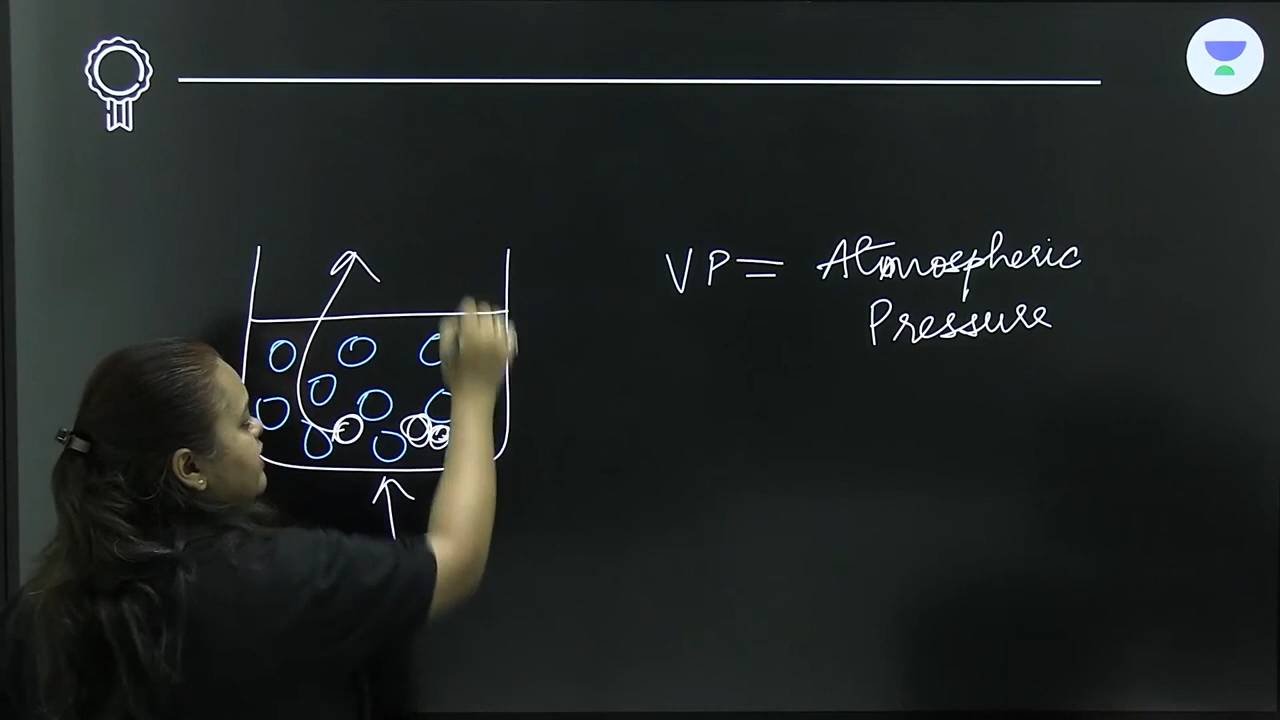 VP = Atmospheric
Pressure